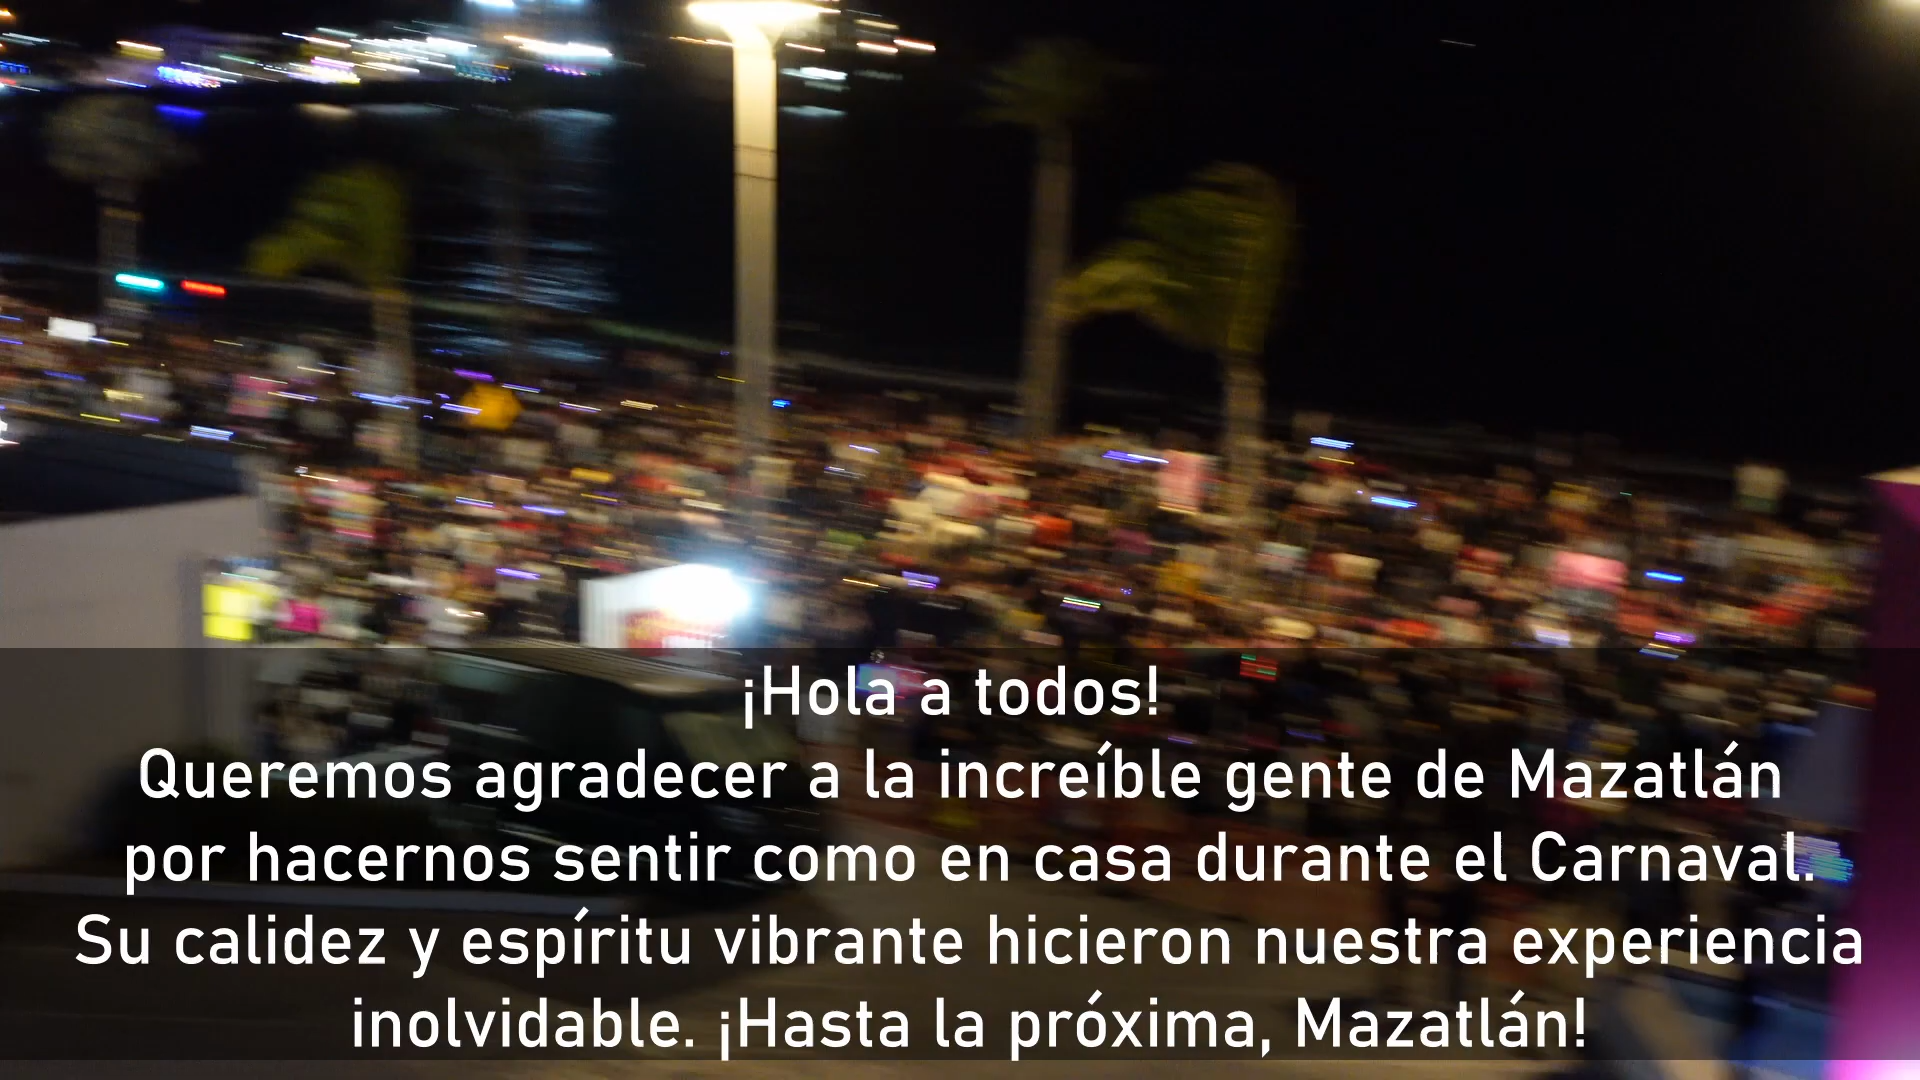 ¡Hola a todos!
Queremos agradecer a la increíble gente de Mazatlán
por hacernos sentir como en casa durante el Carnaval.
Su calidez y espíritu vibrante hicieron nuestra experiencia
inolvidable. ¡Hasta la próxima, Mazatlán!